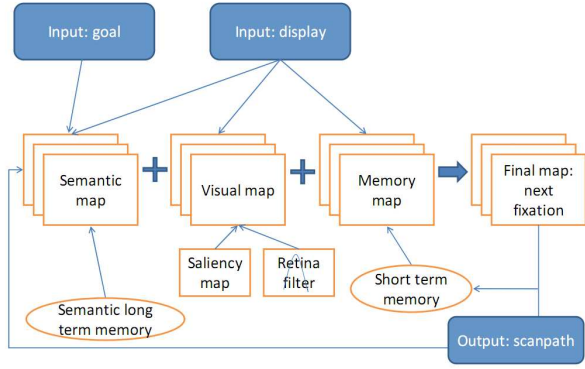 Input: goal
Input: display
Semantic
map
Visual map
Memory
map
Final map:
next
fixation
Saliency
map
Retina
filter
Short term
memory
Semantic long
term memory
Output: scanpath